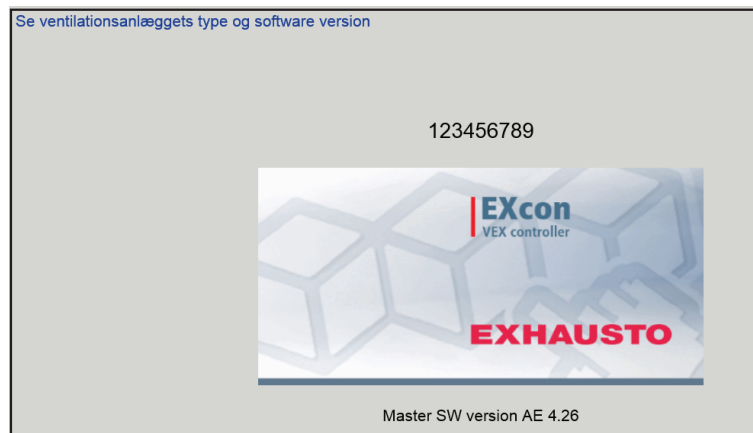 Se ventilationsanlæggets type og software version
123456789
EXcon
VEX controller
EXHAUSTO
Master SW version AE 4.26